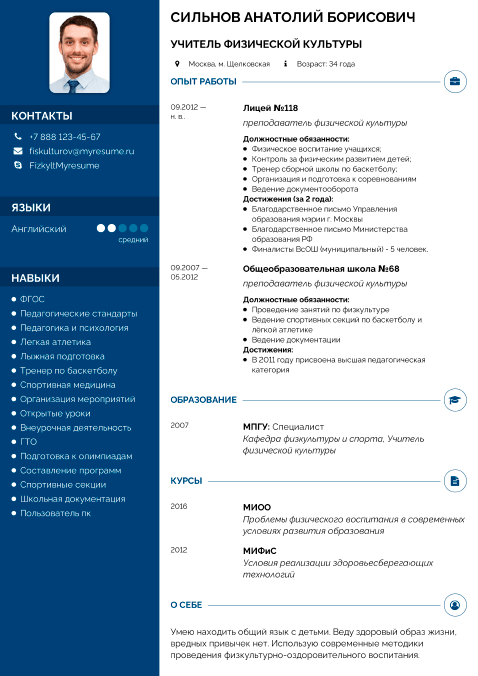 СИЛЬНОВ АНАТОЛИЙ БОРИСОВИЧ
УЧИТЕЛЬ ФИЗИЧЕСКОЙ КУЛЬТУРЫ
Москва, м. Щелковская
Возраст: 34 года
КОНТАКТЫ
+7 888 123-45-67
fiskulturov@myresume.ru
FizkyltMyresume
ЯЗЫКИ
Английский
средний
НАВЫКИ
ФГОС
Педагогические стандарты
Педагогика и психология
Легкая атлетика
Лыжная подготовка
Тренер по баскетболу
Спортивная медицина
Организация мероприятий
Открытые уроки
Внеурочная деятельность
ГТО
Подготовка к олимпиадам
Составление программ
Спортивные секции
Школьная документация
Пользователь пк
ОПЫТ РАБОТЫ
09.2012 —
н. в..
Лицей №118
преподаватель физической культуры
Должностные обязанности:
Физическое воспитание учащихся;
Контроль за физическим развитием детей;
Тренер сборной школы по баскетболу;
Организация и подготовка к соревнованиям
Ведение документооборота
Достижения (за 2 года):
Благодарственное письмо Управления
образования мэрии г. Москвы
Благодарственное письмо Министерства
образования РФ
Финалисты ВсОШ (муниципальный) - 5 человек.
09.2007 —
05.2012
Общеобразовательная школа №68
преподаватель физической культуры
Должностные обязанности:
Проведение занятий по физкультуре
Ведение спортивных секций по баскетболу и
лёгкой атлетике
Ведение документации
Достижения:
В 2011 году присвоена высшая педагогическая
категория
ОБРАЗОВАНИЕ
2007
МПГУ: Специалист
Кафедра физкультуры и спорта, Учитель
физической культуры
КУРСЫ
2016
МИОО
Проблемы физического воспитания в современных
условиях развития образования
2012
МИФиС
Условия реализации здоровьесберегающих
технологий
О СЕБЕ
Умею находить общий язык с детьми. Веду здоровый образ жизни,
вредных привычек нет. Использую современные методики
проведения физкультурно-оздоровительного воспитания.